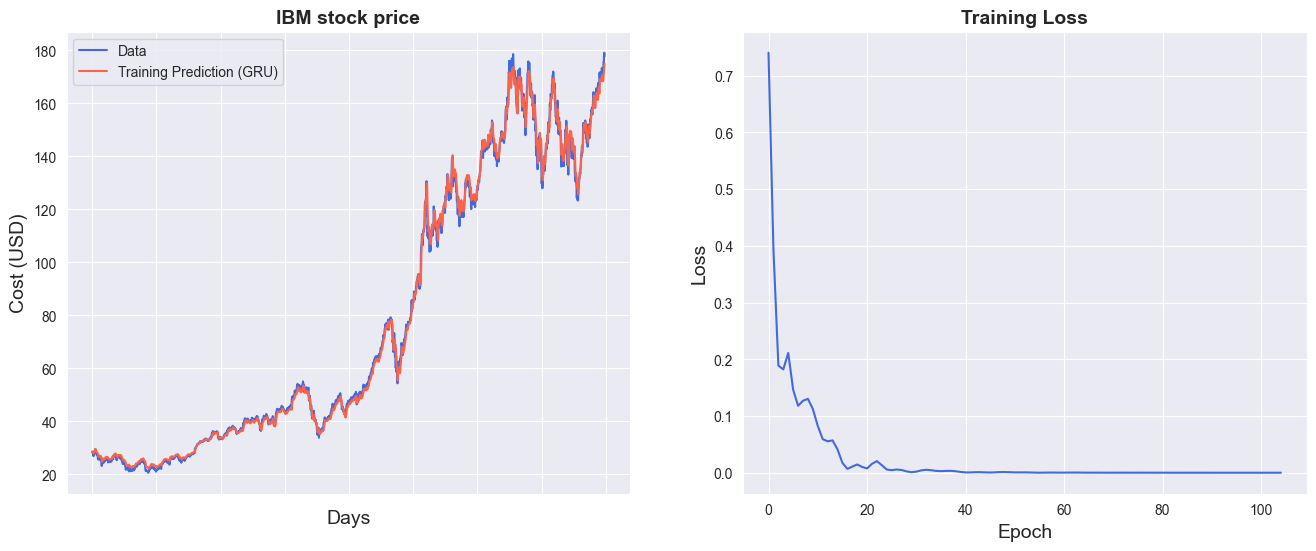 IBM stock price
Data
Training Prediction (GRU)
Cost (USD)
180
160
140
120
100
80
60
40
20
Days
Training Loss
Loss
0.7
0.6
0.5
0.4
0.3
0.2
0.1
0.0
0 20 40 60 80 100
Epoch